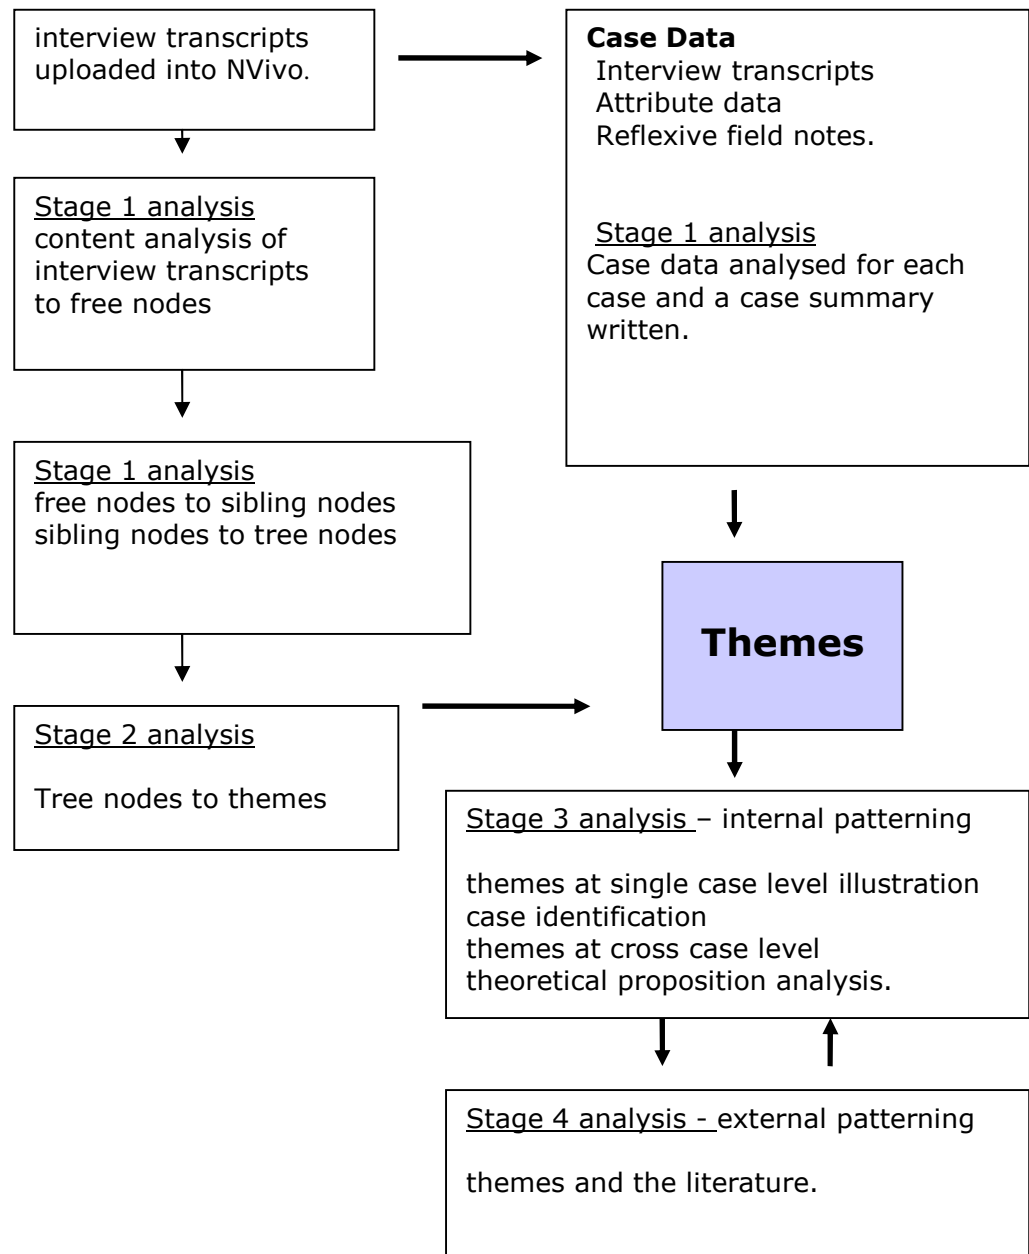 interview transcripts
uploaded into NVivo.
Case Data
Interview transcripts
Attribute data
Reflexive field notes.
Stage 1 analysis
Case data analysed for each
case and a case summary
written.
Stage 1 analysis
content analysis of
interview transcripts
to free nodes
Stage 1 analysis
free nodes to sibling nodes
sibling nodes to tree nodes
Stage 2 analysis
Tree nodes to themes
Themes
Stage 3 analysis – internal patterning
themes at single case level illustration
case identification
themes at cross case level
theoretical proposition analysis.
Stage 4 analysis - external patterning
themes and the literature.